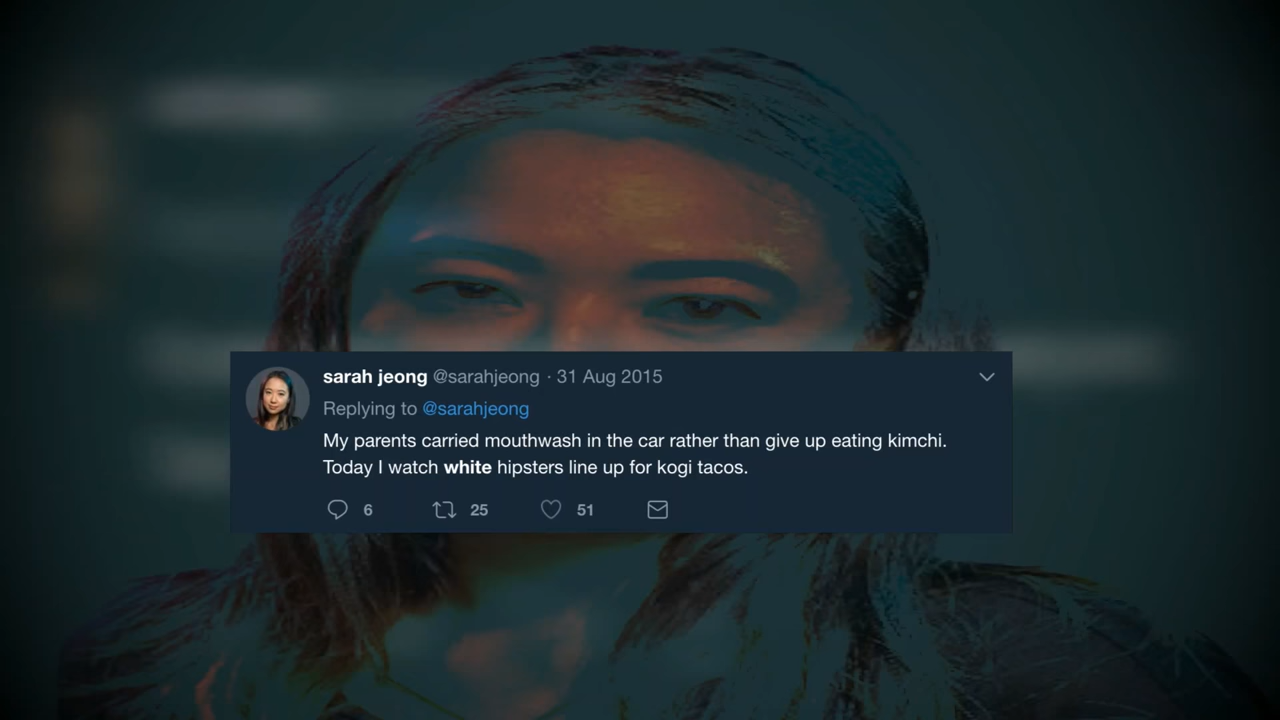 sarah jeong @sarahjeong · 31 Aug 2015
Replying to @sarahjeong
My parents carried mouthwash in the car rather than give up eating kimchi.
Today I watch white hipsters line up for kogi tacos.
6 25 51